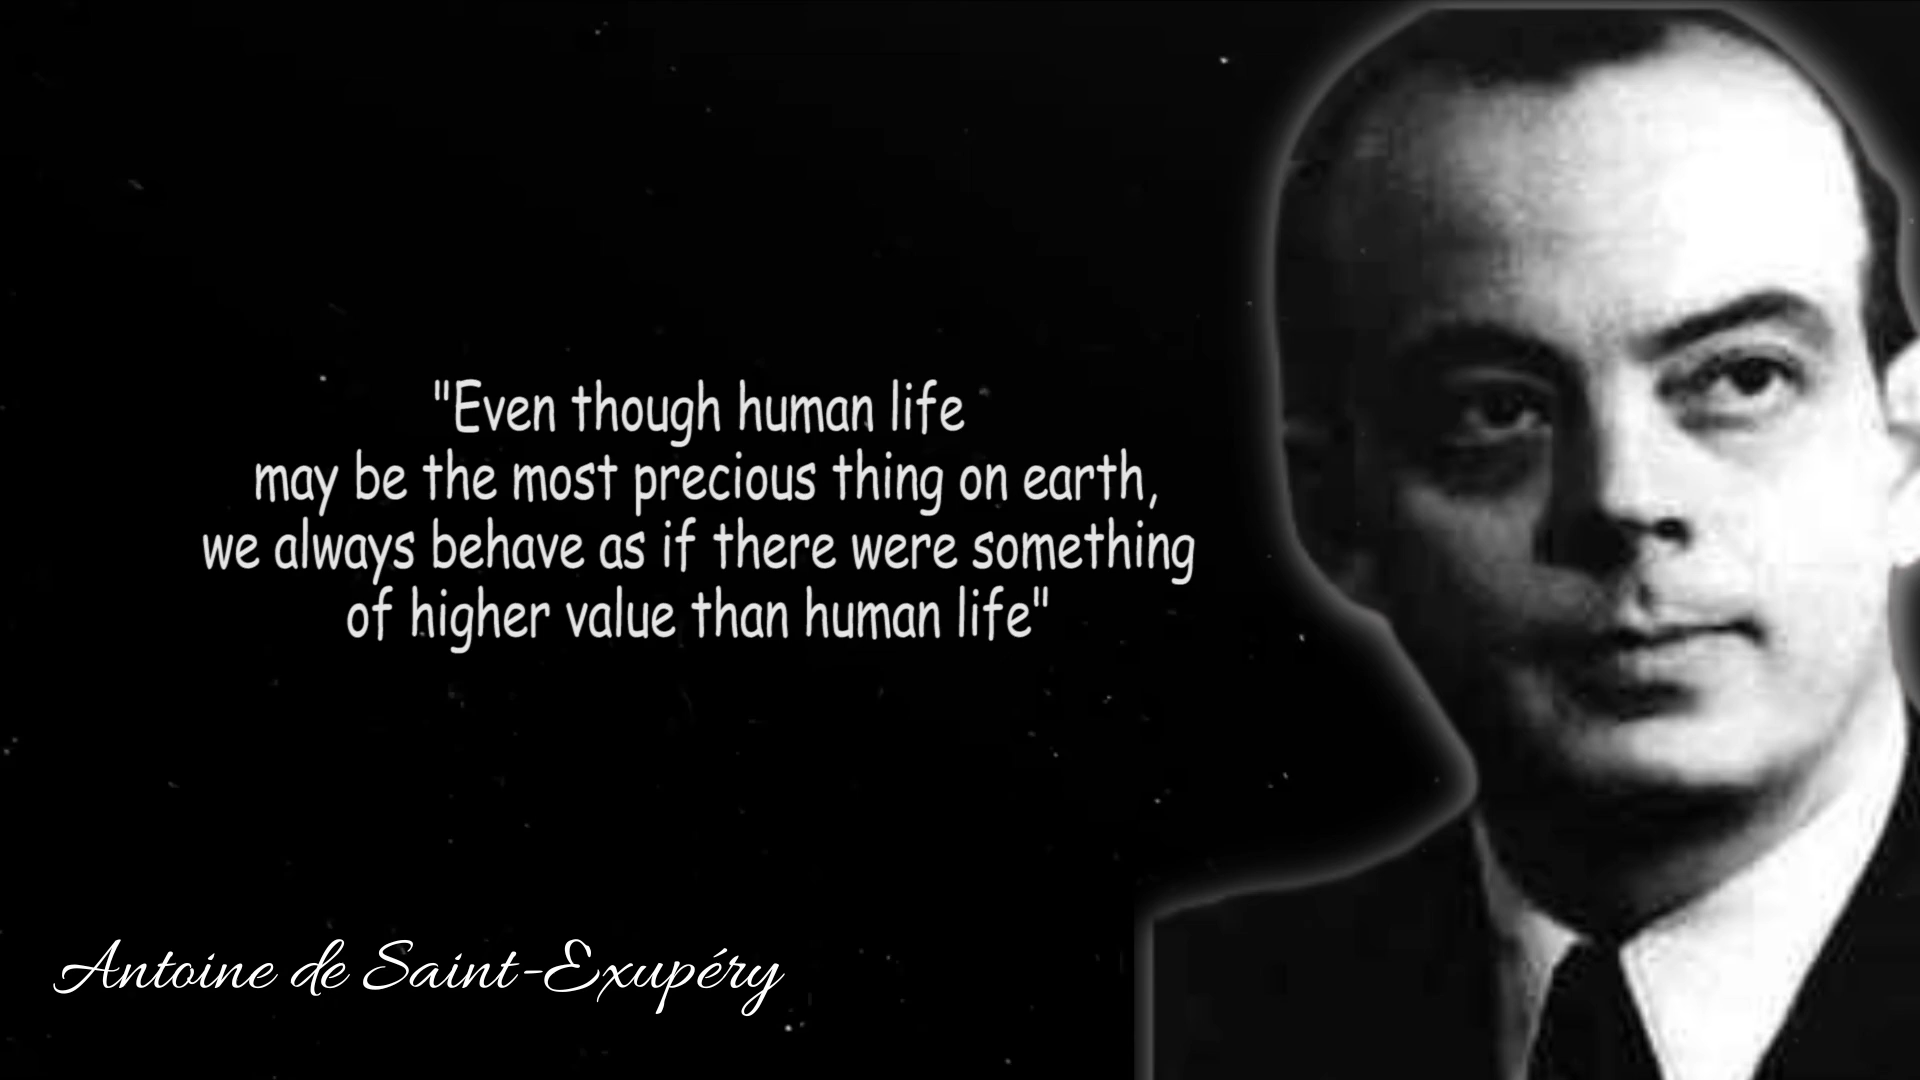 "Even though human life
may be the most precious thing on earth,
we always behave as if there were something
of higher value than human life"
Antoine de Saint-Exupéry